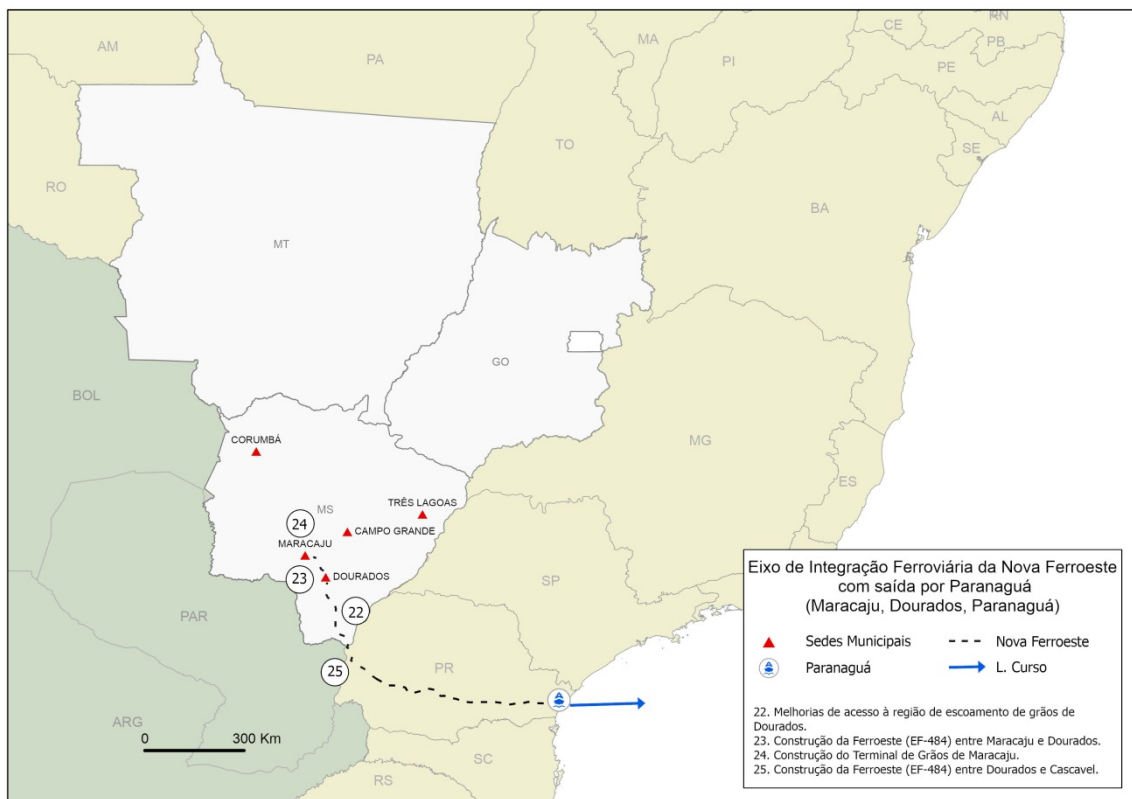 AM
PA
MA
CE
RN
PB
PI
PE
AL
SE
TO
RO
BA
MT
GO
BOL
MG
CORUMBÁ
ES
TRÊS LAGOAS
MS
24
CAMPO GRANDE
MARACAJU
23
DOURADOS
SP
22
PAR
25
PR
ARG
0 300 Km
SC
RS
Eixo de Integração Ferroviária da Nova Ferroeste
com saída por Paranaguá
(Maracaju, Dourados, Paranaguá)
Sedes Municipais Nova Ferroeste
Paranaguá L. Curso
22. Melhorias de acesso à região de escoamento de grãos de
Dourados.
23. Construção da Ferroeste (EF-484) entre Maracaju e Dourados.
24. Construção do Terminal de Grãos de Maracaju.
25. Construção da Ferroeste (EF-484) entre Dourados e Cascavel.